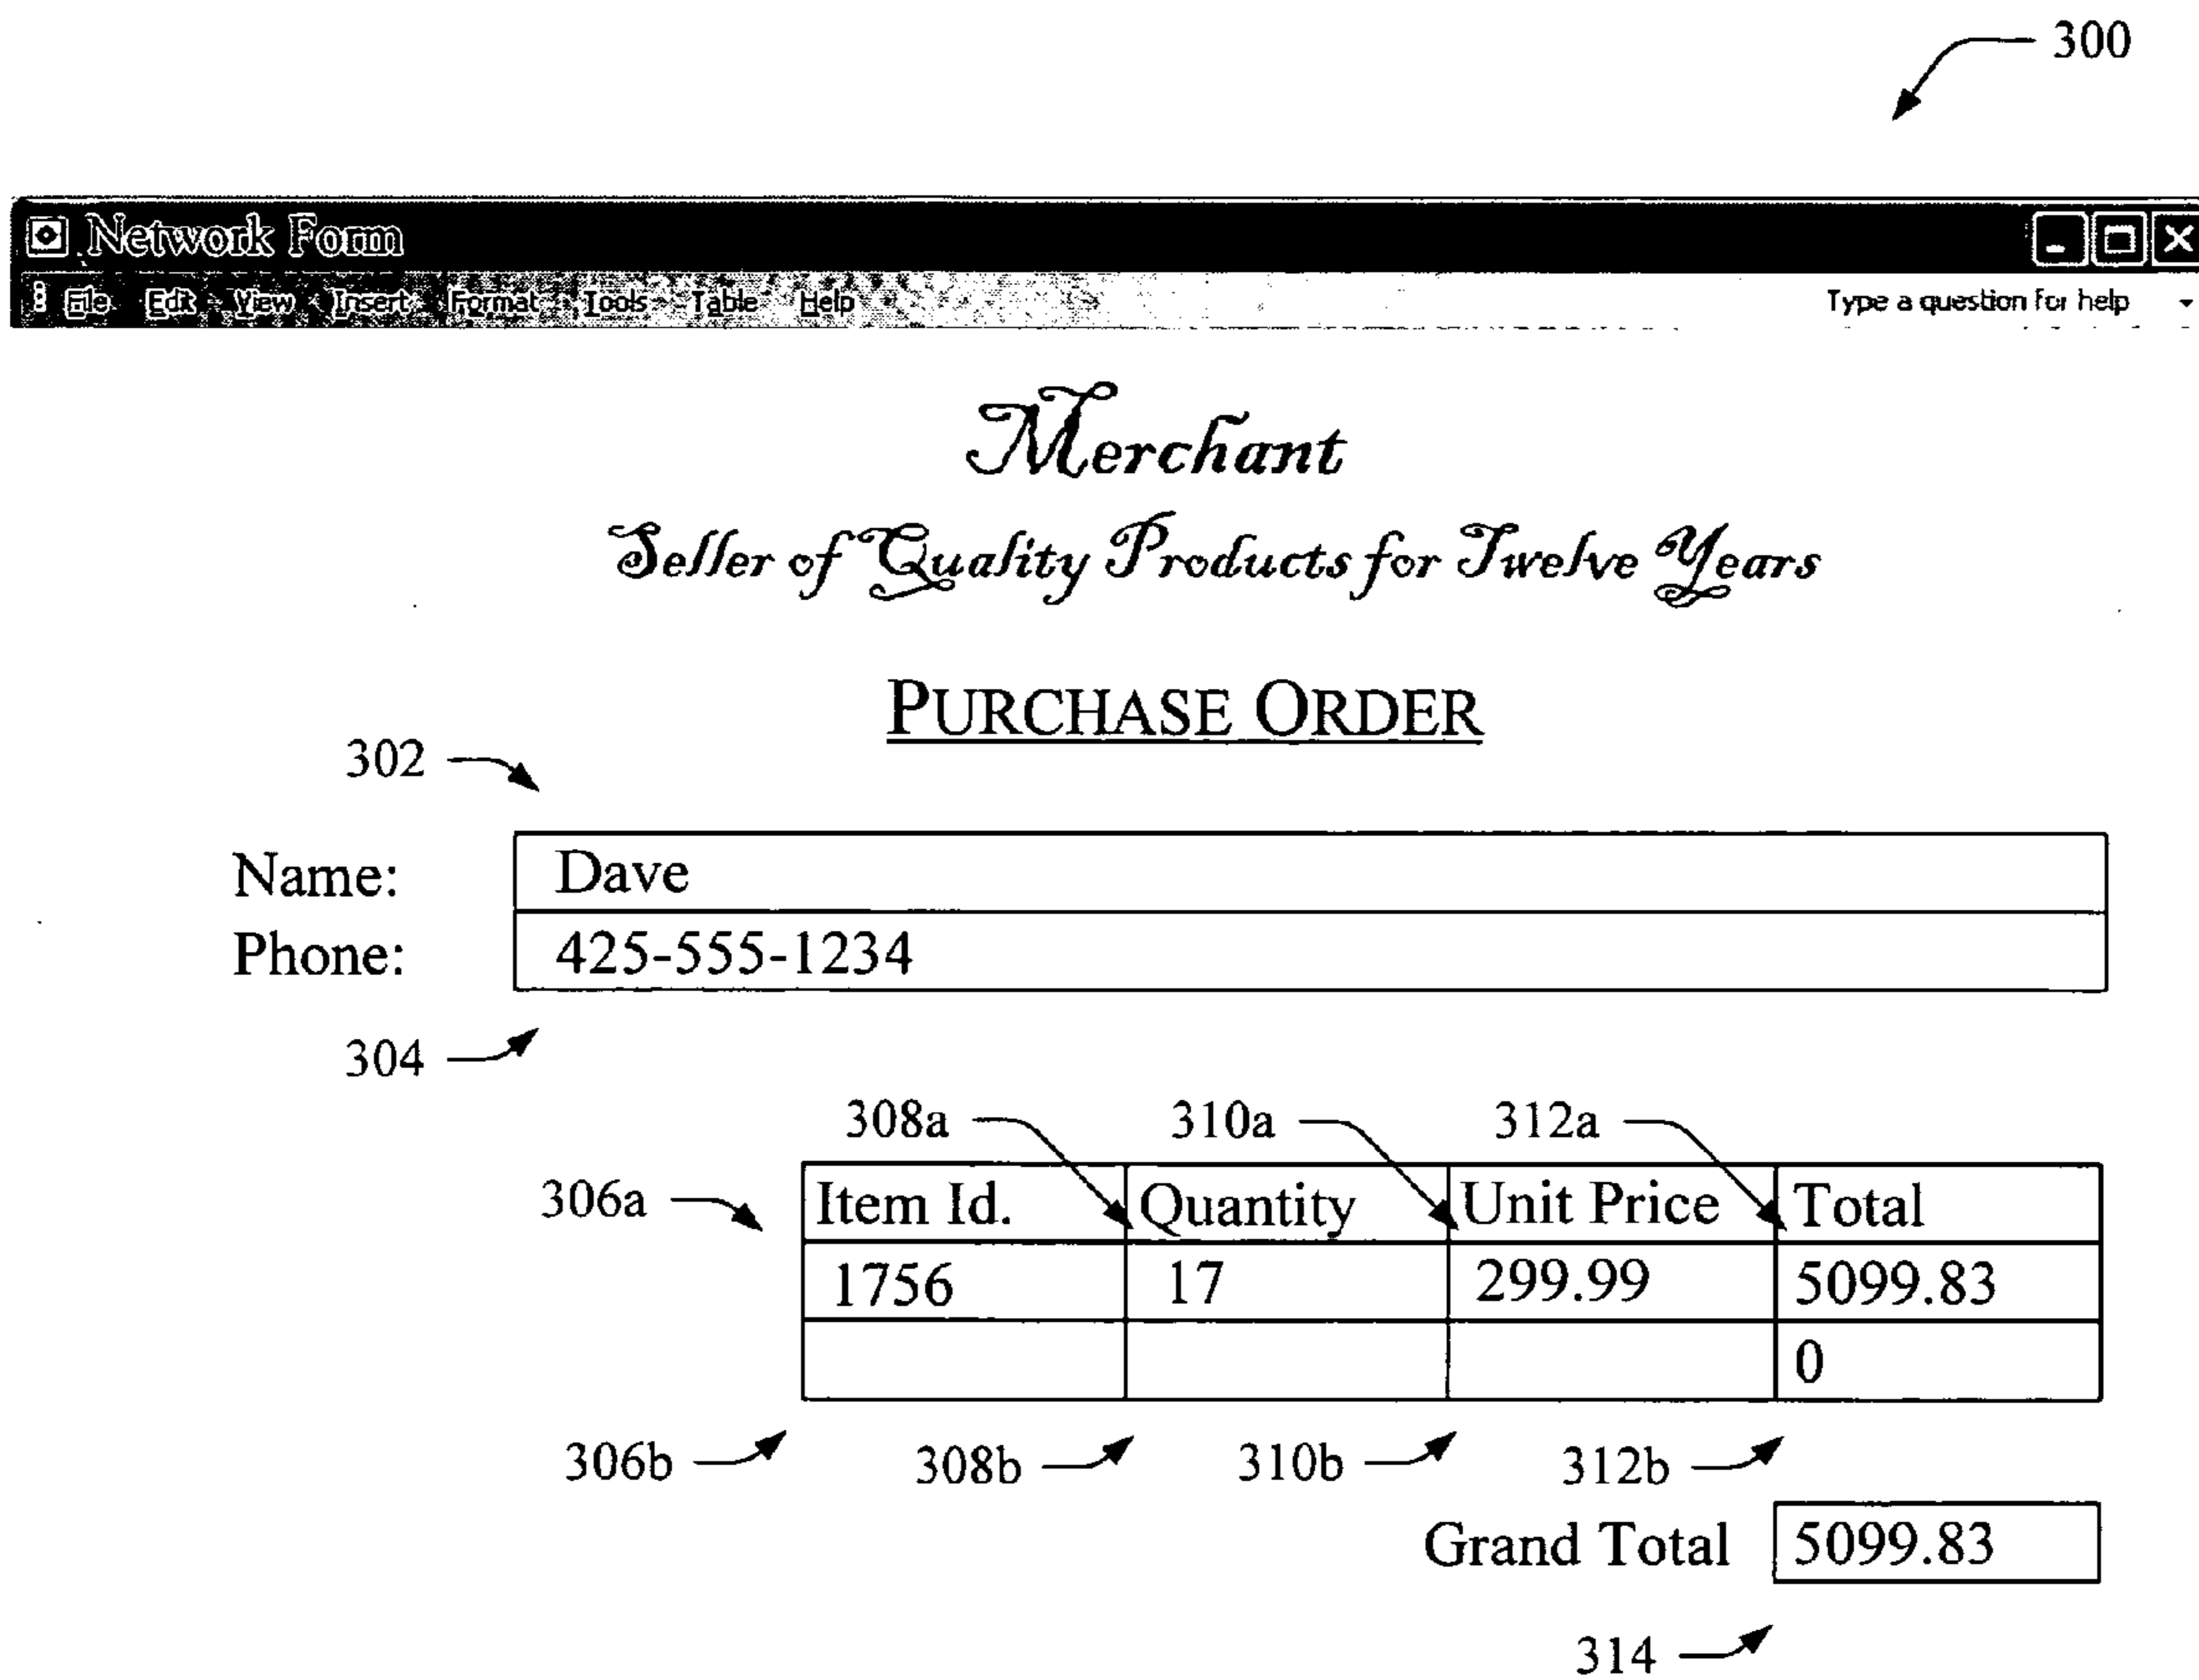 300
Network Form
File Edit View Insert Format Tools Table Help Type a question for help
Merchant
Seller of Quality Products for Twelve Years
PURCHASE ORDER
302
Name: Dave
Phone: 425-555-1234
304
308a 310a 312a
306a Item Id. Quantity Unit Price Total
1756 17 299.99 5099.83
0
306b 308b 310b 312b
Grand Total 5099.83
314